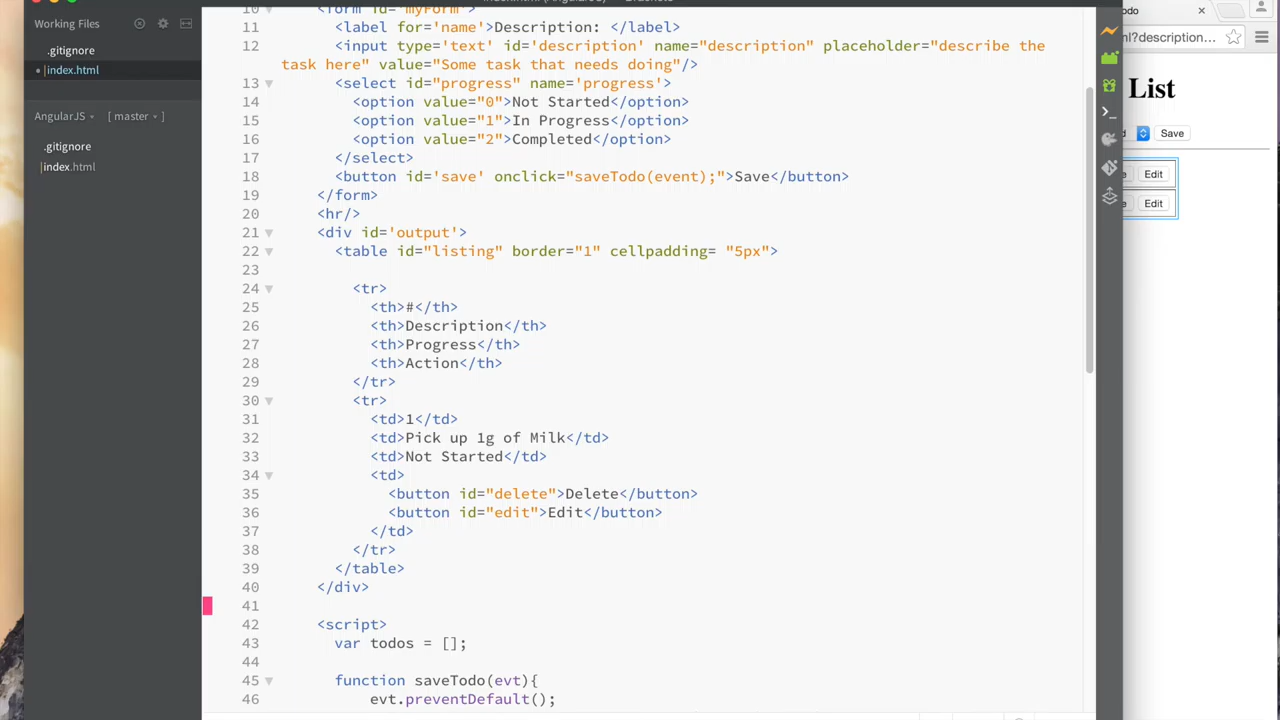 Working Files
.gitignore
index.html
AngularJS
[ master ]
.gitignore
index.html
10 <form id='myForm'>
11 <label for='name'>Description: </label>
12 <input type='text' id='description' name="description" placeholder="describe the
task here" value="Some task that needs doing"/>
13 <select id="progress" name='progress'>
14 <option value="0">Not Started</option>
15 <option value="1">In Progress</option>
16 <option value="2">Completed</option>
17 </select>
18 <button id='save' onclick="saveTodo(event);">Save</button>
19 </form>
20 <hr/>
21 <div id='output'>
22 <table id="listing" border="1" cellpadding= "5px">
23
24 <tr>
25 <th>#</th>
26 <th>Description</th>
27 <th>Progress</th>
28 <th>Action</th>
29 </tr>
30 <tr>
31 <td>1</td>
32 <td>Pick up 1g of Milk</td>
33 <td>Not Started</td>
34 <td>
35 <button id="delete">Delete</button>
36 <button id="edit">Edit</button>
37 </td>
38 </tr>
39 </table>
40 </div>
41
42 <script>
43 var todos = [];
44
45 function saveTodo(evt){
46 evt.preventDefault();
odo
ml?description...
List
d Save
e Edit
e Edit